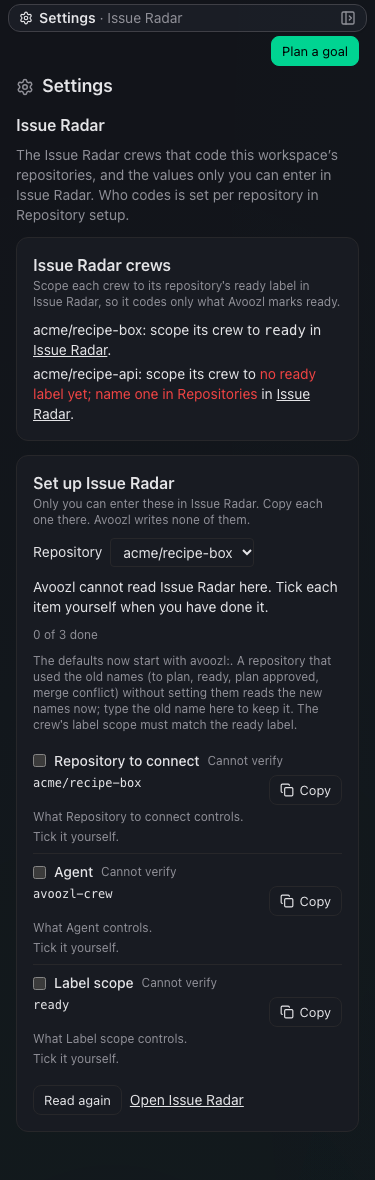 Settings · Issue Radar
Plan a goal
Settings
Issue Radar
The Issue Radar crews that code this workspace's
repositories, and the values only you can enter in
Issue Radar. Who codes is set per repository in
Repository setup.
Issue Radar crews
Scope each crew to its repository's ready label in
Issue Radar, so it codes only what Avoozl marks ready.
acme/recipe-box: scope its crew to ready in
Issue Radar.
acme/recipe-api: scope its crew to no ready
label yet; name one in Repositories in Issue
Radar.
Set up Issue Radar
Only you can enter these in Issue Radar. Copy each
one there. Avoozl writes none of them.
Repository acme/recipe-box
Avoozl cannot read Issue Radar here. Tick each
item yourself when you have done it.
0 of 3 done
The defaults now start with avoozl:. A repository that
used the old names (to plan, ready, plan approved,
merge conflict) without setting them reads the new
names now; type the old name here to keep it. The
crew's label scope must match the ready label.
Repository to connect Cannot verify
acme/recipe-box
Copy
What Repository to connect controls.
Tick it yourself.
Agent Cannot verify
avoozl-crew
Copy
What Agent controls.
Tick it yourself.
Label scope Cannot verify
ready
Copy
What Label scope controls.
Tick it yourself.
Read again Open Issue Radar